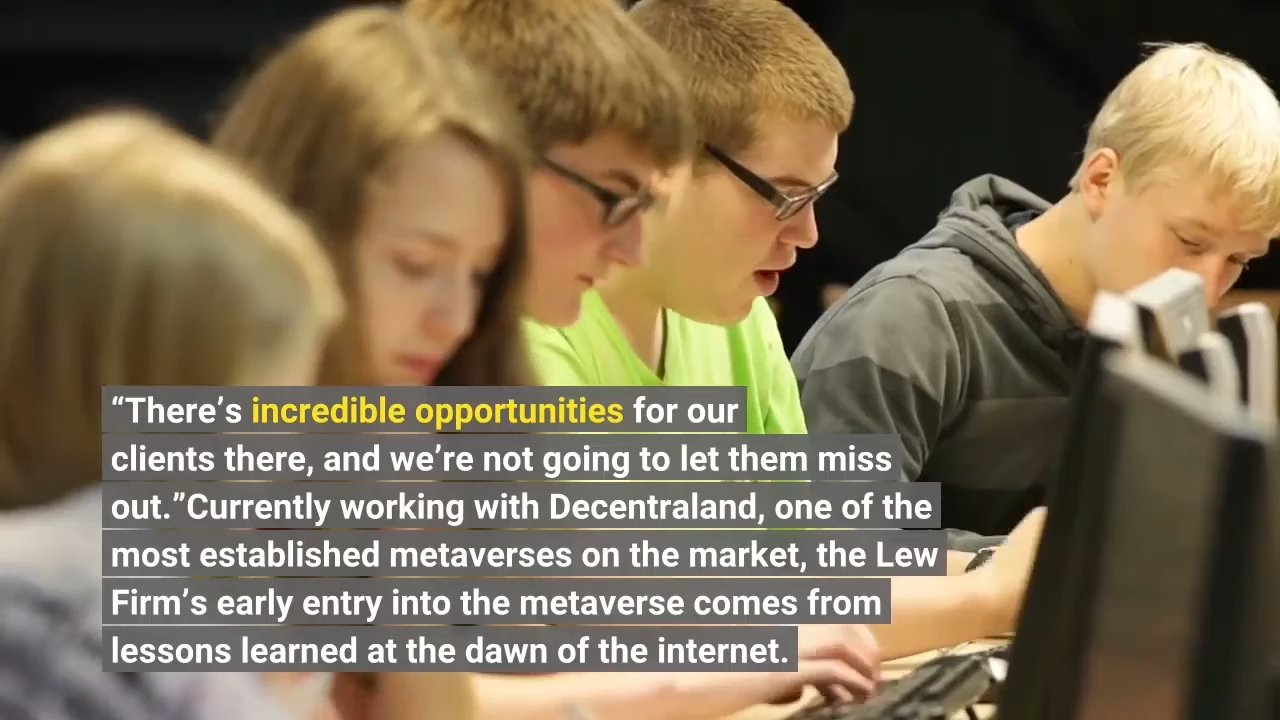 “There’s incredible opportunities for our
clients there, and we’re not going to let them miss
out.”Currently working with Decentraland, one of the
most established metaverses on the market, the Lew
Firm’s early entry into the metaverse comes from
lessons learned at the dawn of the internet.